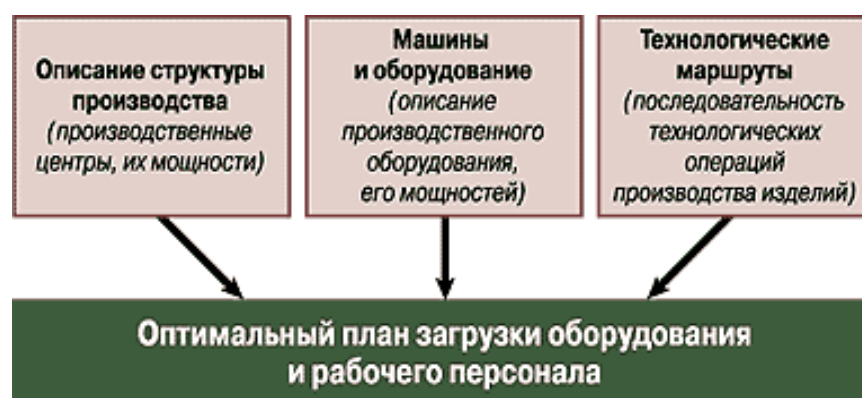 Описание структуры
производства
(производственные
центры, их мощности)
Машины
и оборудование
(описание
производственного
оборудования,
его мощностей)
Технологические
маршруты
(последовательность
технологических
операций
производства изделий)
Оптимальный план загрузки оборудования
и рабочего персонала